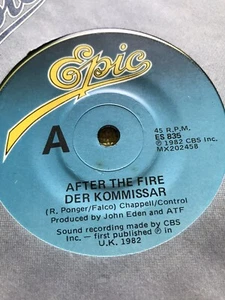 Epic
A
45 R.P.M.
ES 835
℗ 1982 CBS Inc.
MX202458
AFTER THE FIRE
DER KOMMISSAR
(R. Ponger/Falco) Chappell/Control
Produced by John Eden and ATF
Sound recording made by CBS
Inc. — first published ℗ in
U.K. 1982